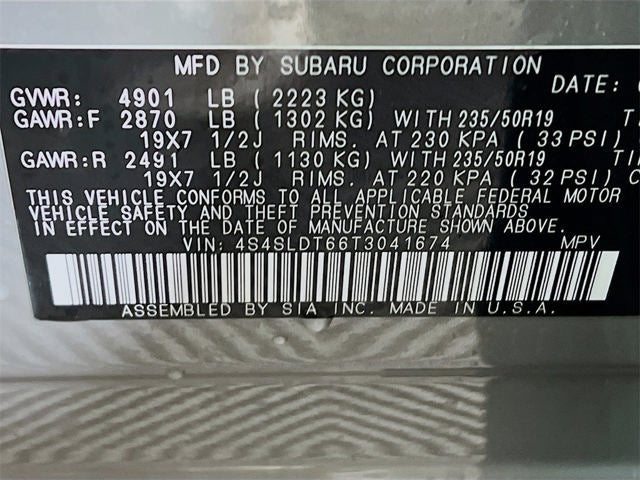 MFD BY SUBARU CORPORATION
DATE:
GVWR: 4901 LB ( 2223 KG)
GAWR:F 2870 LB ( 1302 KG) WITH 235/50R19
19X7 1/2J RIMS. AT 230 KPA ( 33 PSI)
GAWR:R 2491 LB ( 1130 KG) WITH 235/50R19
19X7 1/2J RIMS. AT 220 KPA ( 32 PSI)
THIS VEHICLE CONFORMS TO ALL APPLICABLE FEDERAL MOTOR
VEHICLE SAFETY AND THEFT PREVENTION STANDARDS
IN EFFECT ON THE DATE OF MANUFACTURE SHOWN ABOVE.
VIN: 4S4SLDT66T3041674 MPV
ASSEMBLED BY SIA INC. MADE IN U.S.A.